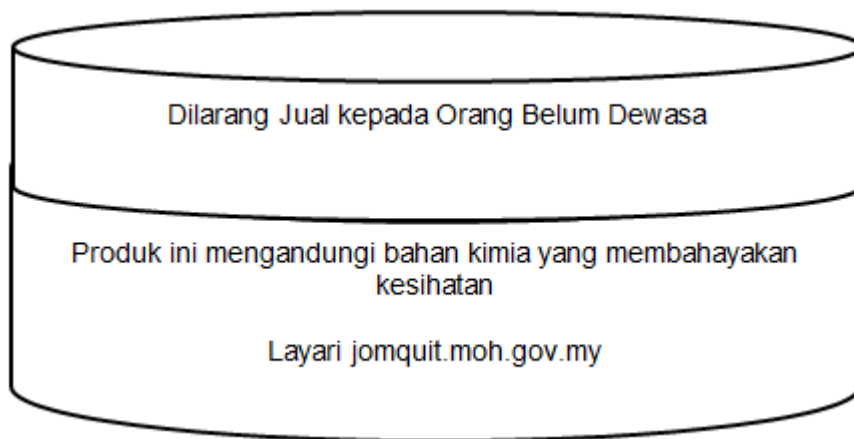 Dilarang Jual kepada Orang Belum Dewasa
Produk ini mengandungi bahan kimia yang membahayakan
kesihatan
Layari jomquit.moh.gov.my